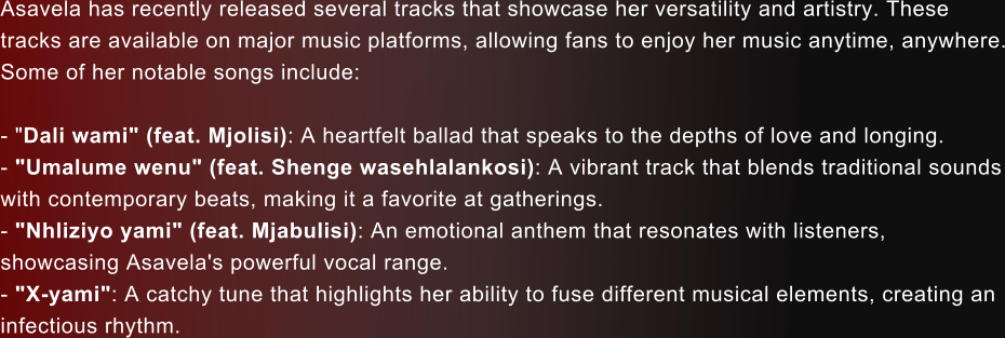 Asavela has recently released several tracks that showcase her versatility and artistry. These
tracks are available on major music platforms, allowing fans to enjoy her music anytime, anywhere.
Some of her notable songs include:
- "Dali wami" (feat. Mjolisi): A heartfelt ballad that speaks to the depths of love and longing.
- "Umalume wenu" (feat. Shenge wasehlalankosi): A vibrant track that blends traditional sounds
with contemporary beats, making it a favorite at gatherings.
- "Nhliziyo yami" (feat. Mjabulisi): An emotional anthem that resonates with listeners,
showcasing Asavela's powerful vocal range.
- "X-yami": A catchy tune that highlights her ability to fuse different musical elements, creating an
infectious rhythm.